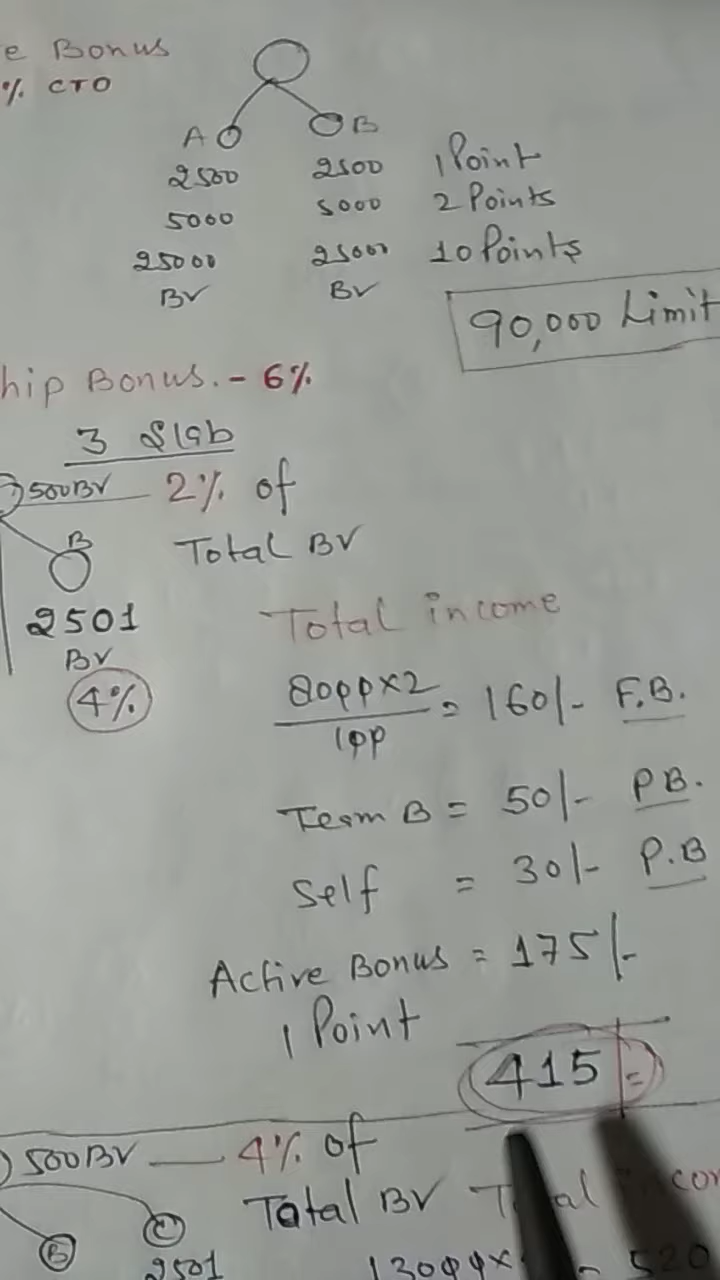 e Bonus
% CTO
A B
2500 2500 1 Point
5000 5000 2 Points
25000 25000 10 Points
BV BV
90,000 Limit
hip Bonus. - 6%
3 Slab
500BV 2% of
Total BV
B
2501
BV
4%
Total income
8000×2
100
= 160/- F.B.
Team B = 50/- PB.
Self = 30/- P.B
Active Bonus = 175/-
1 Point
415=
500BV 4% of
Total BV
B
2501